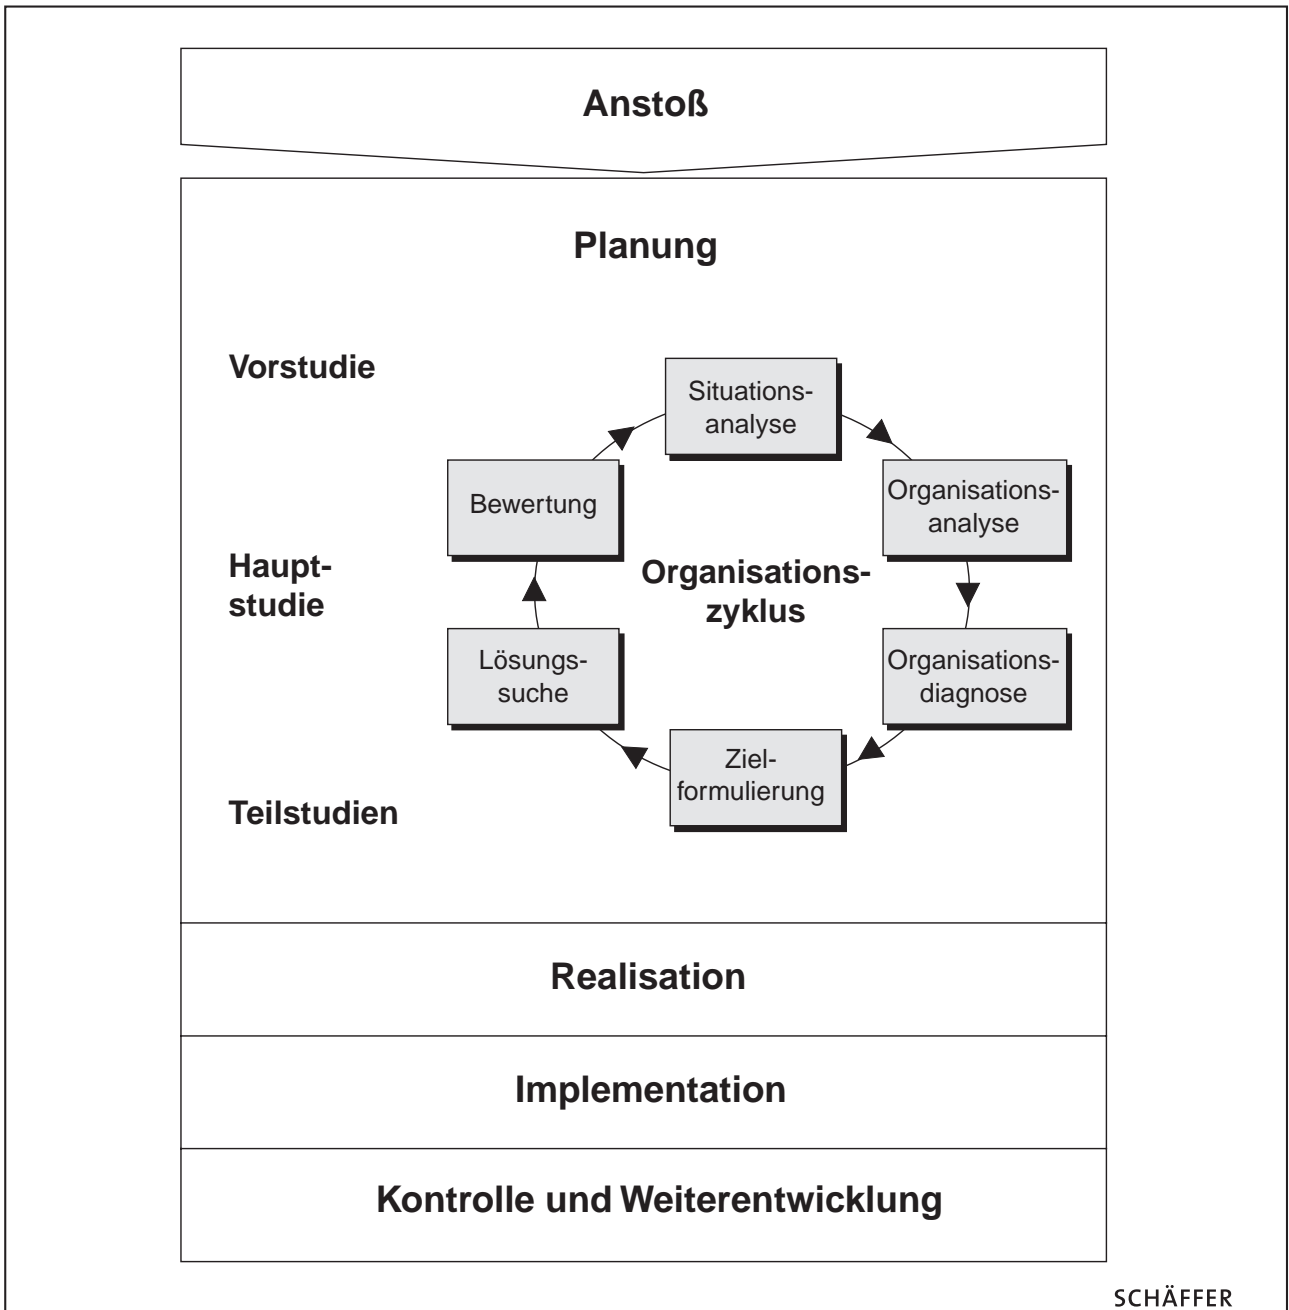 Anstoß
Planung
Vorstudie
Situations-
analyse
Bewertung
Organisations-
analyse
Haupt-
studie
Organisations-
zyklus
Lösungs-
suche
Organisations-
diagnose
Ziel-
formulierung
Teilstudien
Realisation
Implementation
Kontrolle und Weiterentwicklung
SCHÄFFER